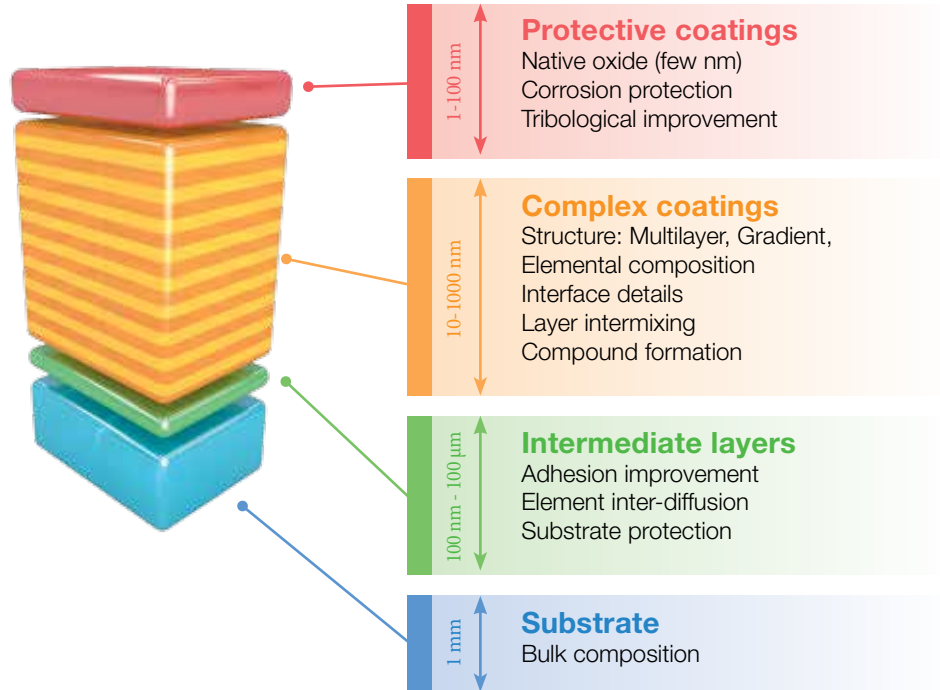 1-100 nm
Protective coatings
Native oxide (few nm)
Corrosion protection
Tribological improvement
10-1000 nm
Complex coatings
Structure: Multilayer, Gradient,
Elemental composition
Interface details
Layer intermixing
Compound formation
100 nm - 100 µm
Intermediate layers
Adhesion improvement
Element inter-diffusion
Substrate protection
1 mm
Substrate
Bulk composition